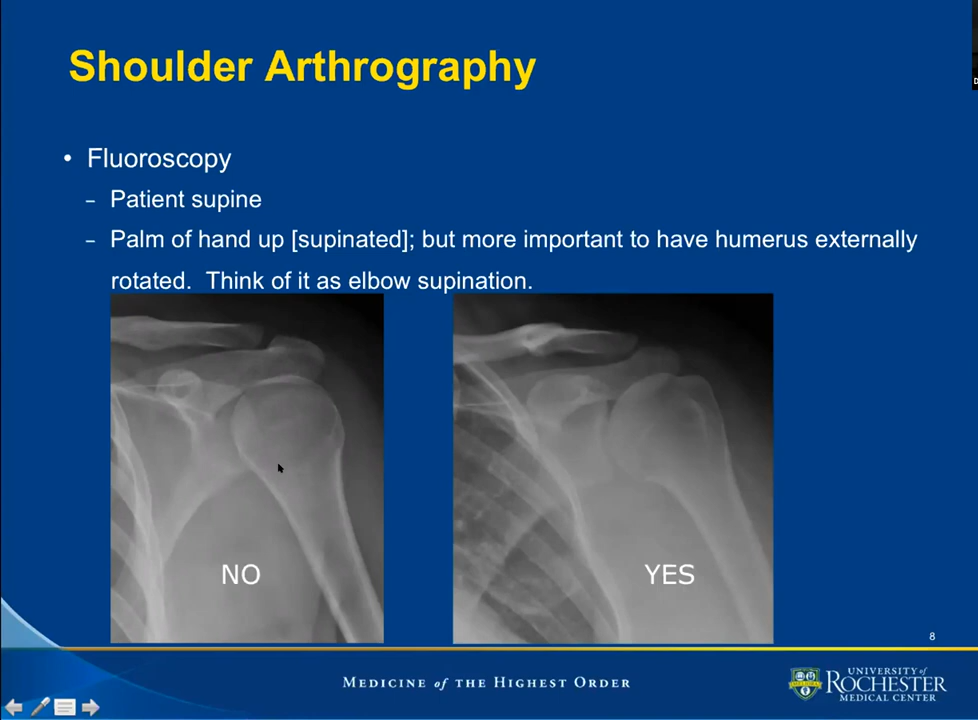 Shoulder Arthrography
• Fluoroscopy
– Patient supine
– Palm of hand up [supinated]; but more important to have humerus externally
rotated.  Think of it as elbow supination.
NO
YES
8
MEDICINE of THE HIGHEST ORDER
UNIVERSITY of
ROCHESTER
MEDICAL CENTER
D